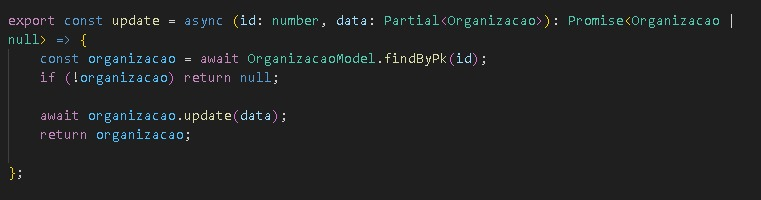 export const update = async (id: number, data: Partial<Organizacao>): Promise<Organizacao |
null> => {
    const organizacao = await OrganizacaoModel.findByPk(id);
    if (!organizacao) return null;
    await organizacao.update(data);
    return organizacao;
};